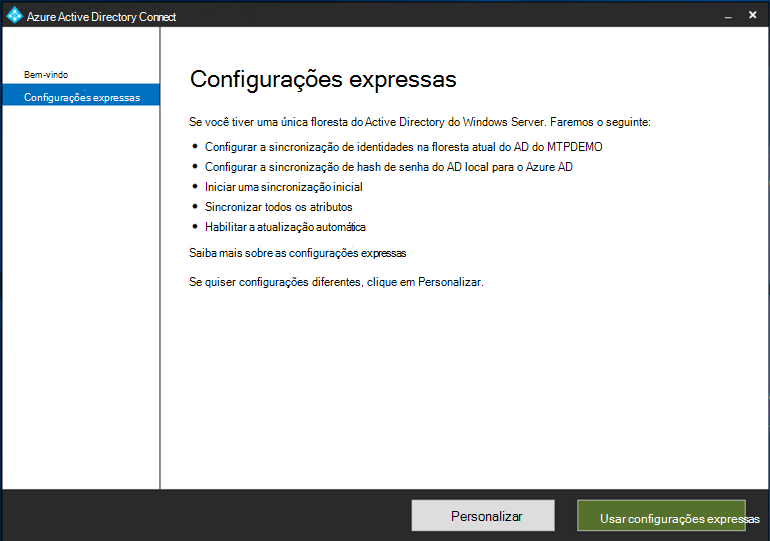 Azure Active Directory Connect
Bem-vindo
Configurações expressas
Configurações expressas
Se você tiver uma única floresta do Active Directory do Windows Server. Faremos o seguinte:
• Configurar a sincronização de identidades na floresta atual do AD do MTPDEMO
• Configurar a sincronização de hash de senha do AD local para o Azure AD
• Iniciar uma sincronização inicial
• Sincronizar todos os atributos
• Habilitar a atualização automática
Saiba mais sobre as configurações expressas
Se quiser configurações diferentes, clique em Personalizar.
Personalizar
Usar configurações expressas